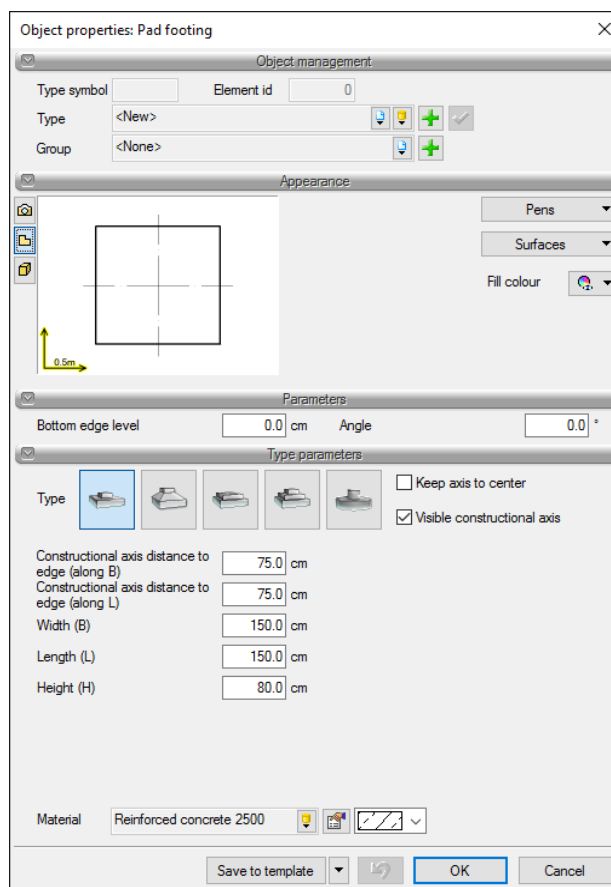 Object properties: Pad footing
Object management
Type symbol Element id 0
Type <New>
Group <None>
Appearance
Pens
Surfaces
Fill colour
0.5m
Parameters
Bottom edge level 0.0 cm Angle 0.0 °
Type parameters
Type
Keep axis to center
Visible constructional axis
Constructional axis distance to
edge (along B) 75.0 cm
Constructional axis distance to
edge (along L) 75.0 cm
Width (B) 150.0 cm
Length (L) 150.0 cm
Height (H) 80.0 cm
Material Reinforced concrete 2500
Save to template OK Cancel